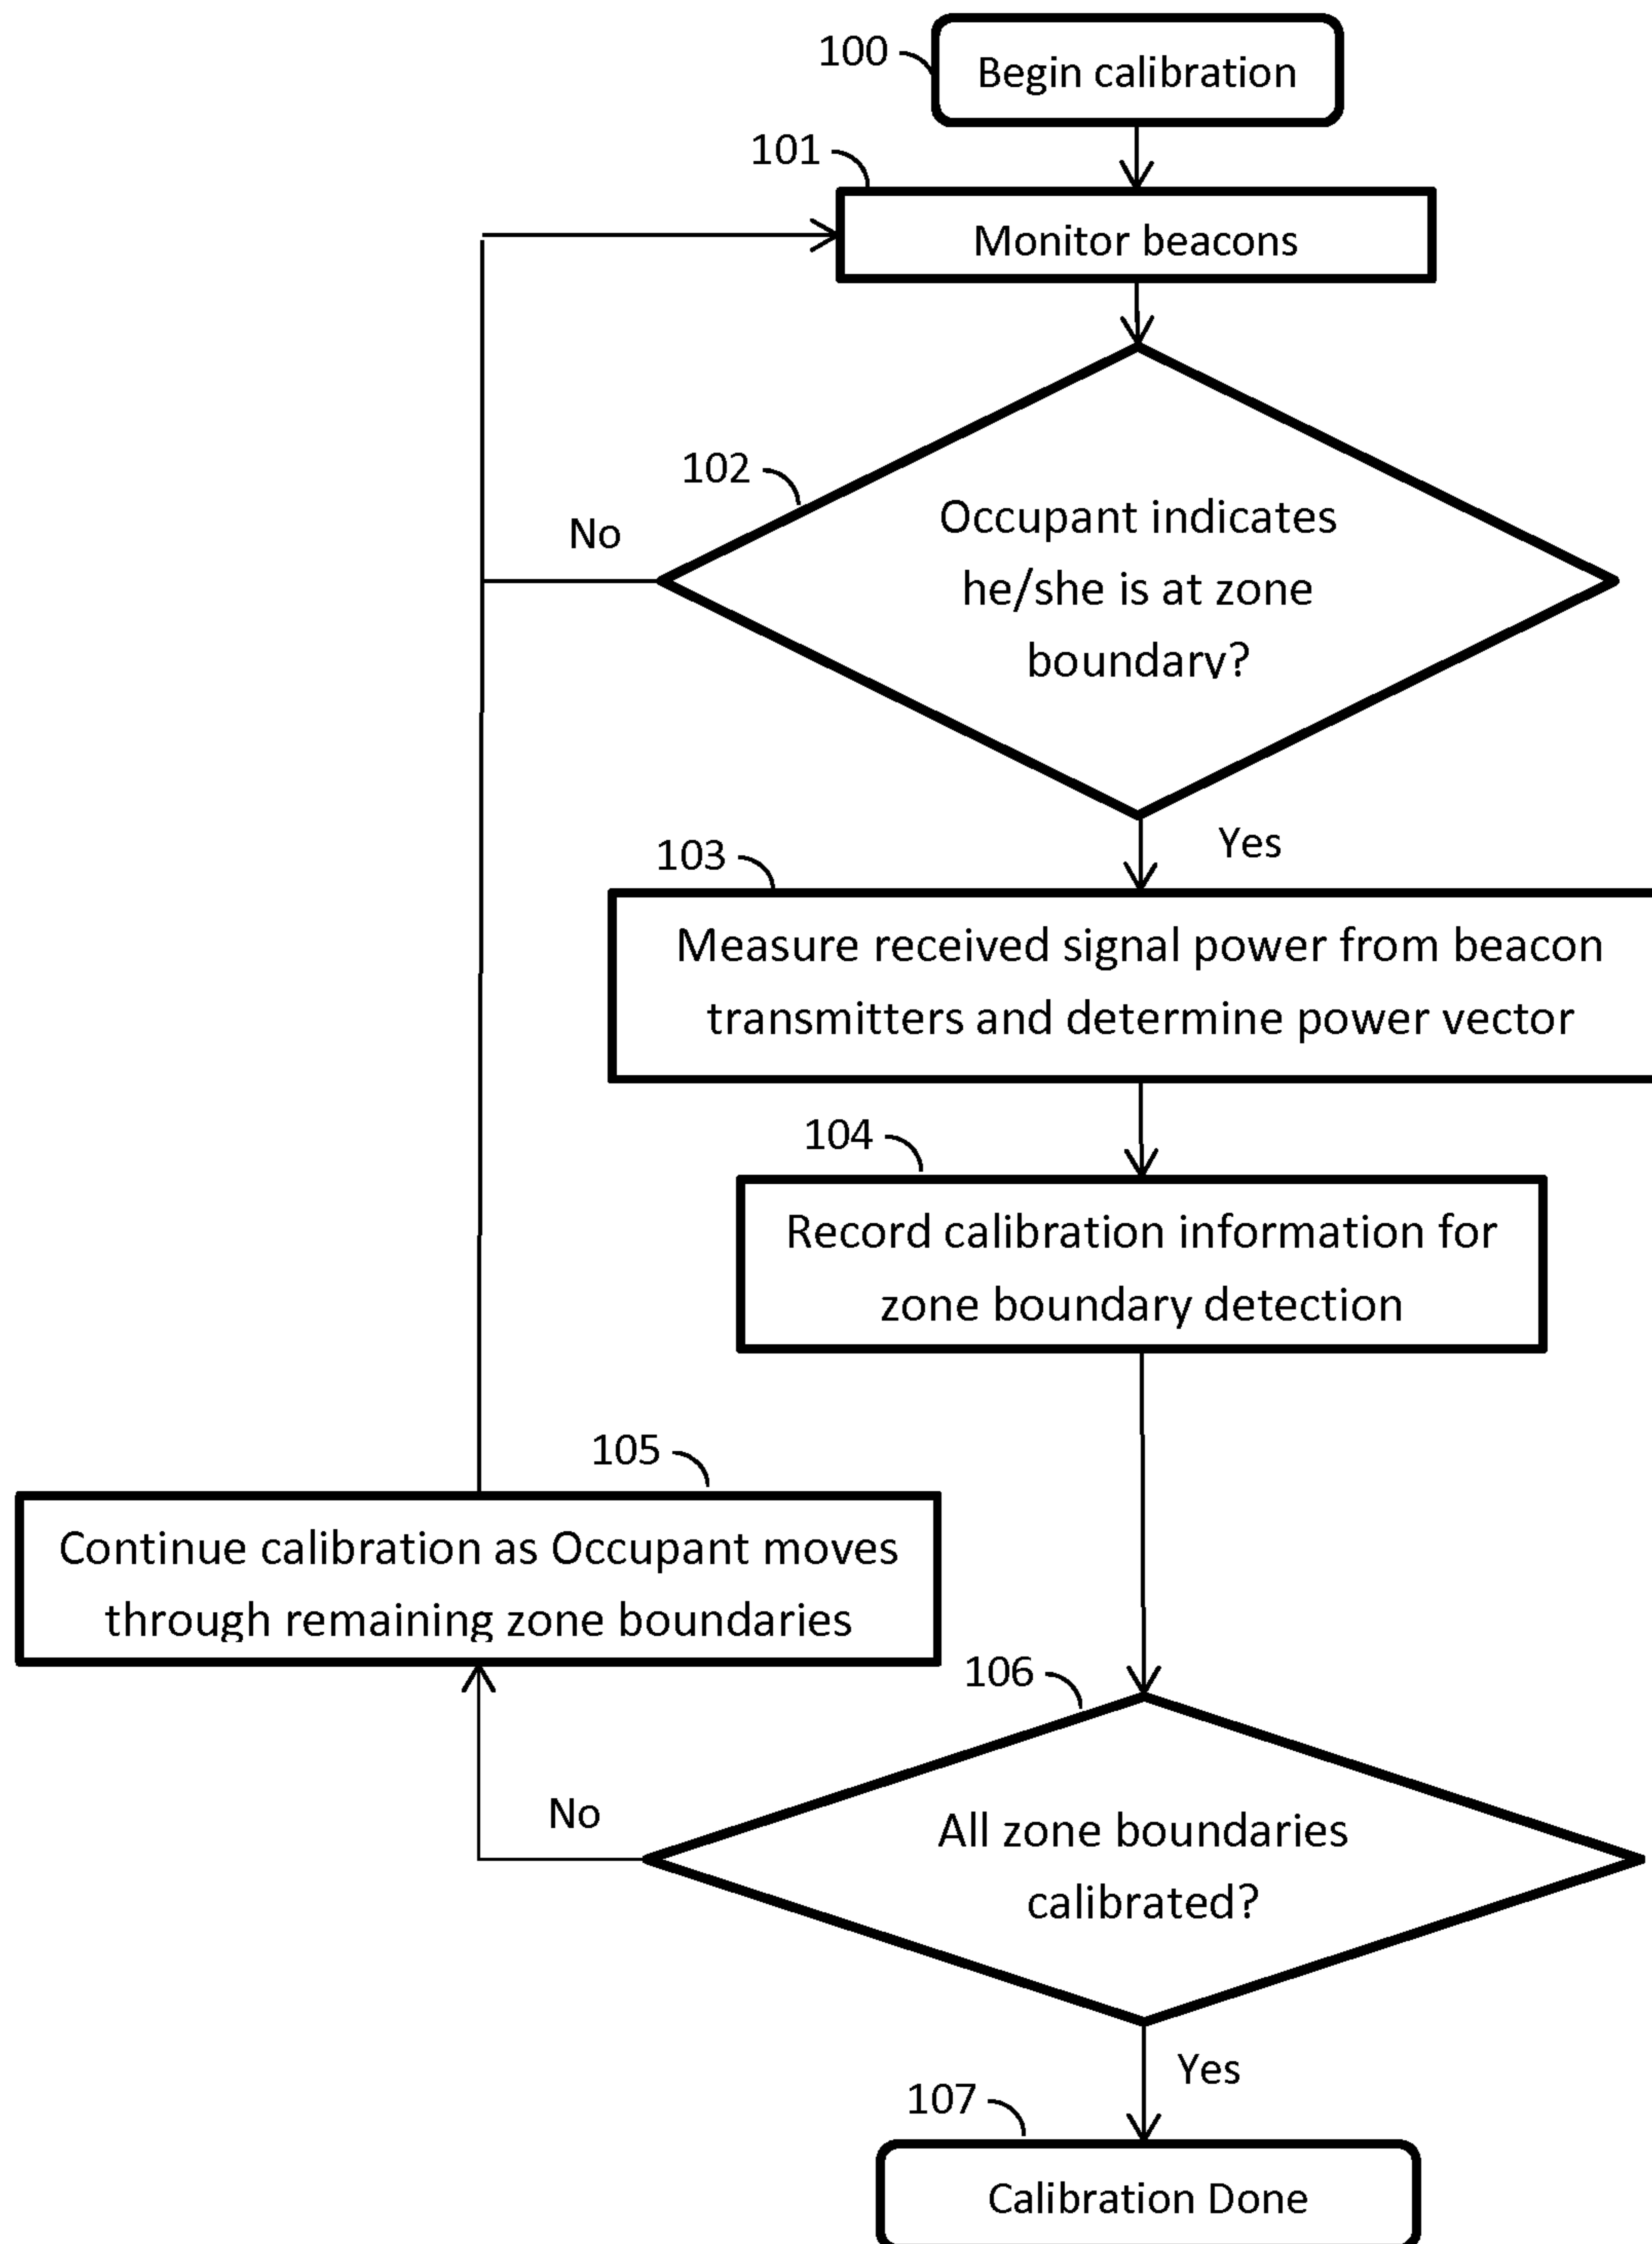 100
Begin calibration
101
Monitor beacons
102
No
Occupant indicates
he/she is at zone
boundary?
Yes
103
Measure received signal power from beacon
transmitters and determine power vector
104
Record calibration information for
zone boundary detection
105
Continue calibration as Occupant moves
through remaining zone boundaries
106
No
All zone boundaries
calibrated?
Yes
107
Calibration Done